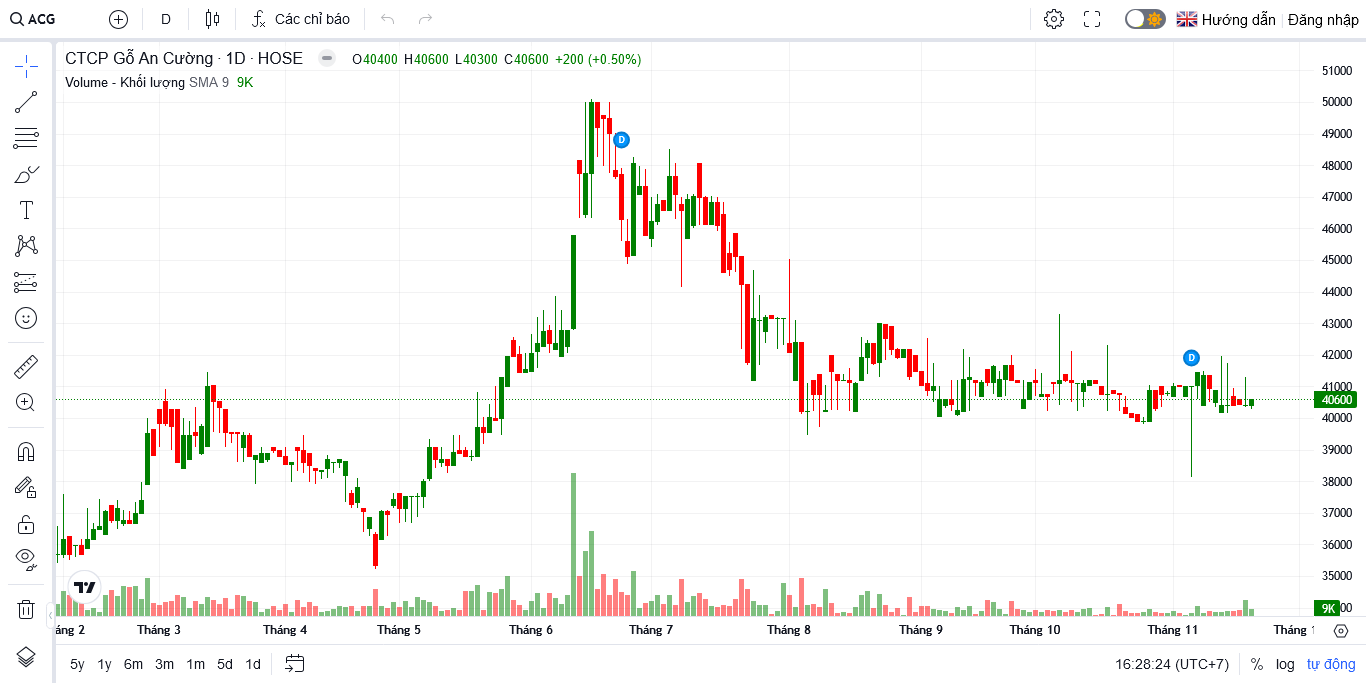 ACG D Các chỉ báo Hướng dẫn Đăng nhập
CTCP Gỗ An Cường · 1D · HOSE O40400 H40600 L40300 C40600 +200 (+0.50%)
Volume - Khối lượng SMA 9 9K
51000
50000
D
49000
48000
47000
46000
45000
44000
43000
42000
D
41000
40600
40000
39000
38000
37000
36000
35000
9K 00
áng 2 Tháng 3 Tháng 4 Tháng 5 Tháng 6 Tháng 7 Tháng 8 Tháng 9 Tháng 10 Tháng 11 Tháng 1
5y 1y 6m 3m 1m 5d 1d 16:28:24 (UTC+7) % log tự động